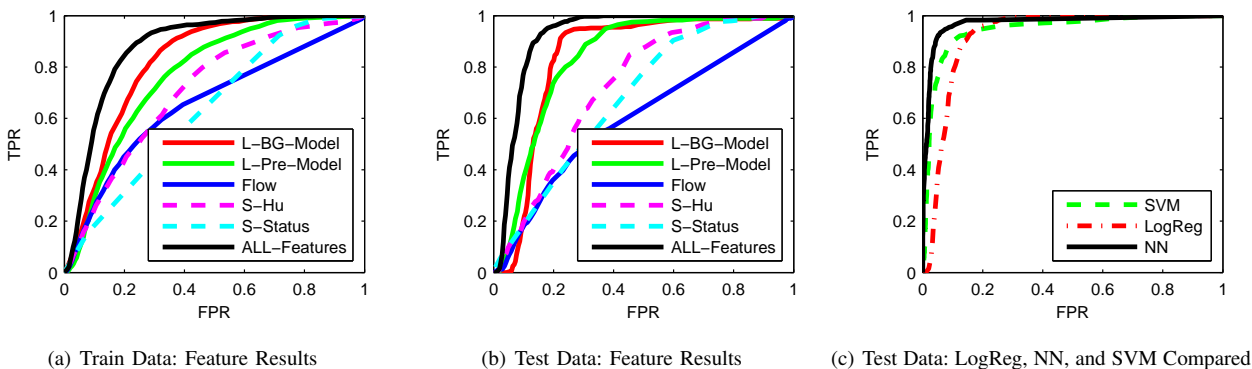 1
0.8
0.6
0.4
0.2
0
TPR
0 0.2 0.4 0.6 0.8 1
FPR
L−BG−Model
L−Pre−Model
Flow
S−Hu
S−Status
ALL−Features
(a) Train Data: Feature Results
1
0.8
0.6
0.4
0.2
0
TPR
0 0.2 0.4 0.6 0.8 1
FPR
L−BG−Model
L−Pre−Model
Flow
S−Hu
S−Status
ALL−Features
(b) Test Data: Feature Results
1
0.8
0.6
0.4
0.2
0
TPR
0 0.2 0.4 0.6 0.8 1
FPR
SVM
LogReg
NN
(c) Test Data: LogReg, NN, and SVM Compared